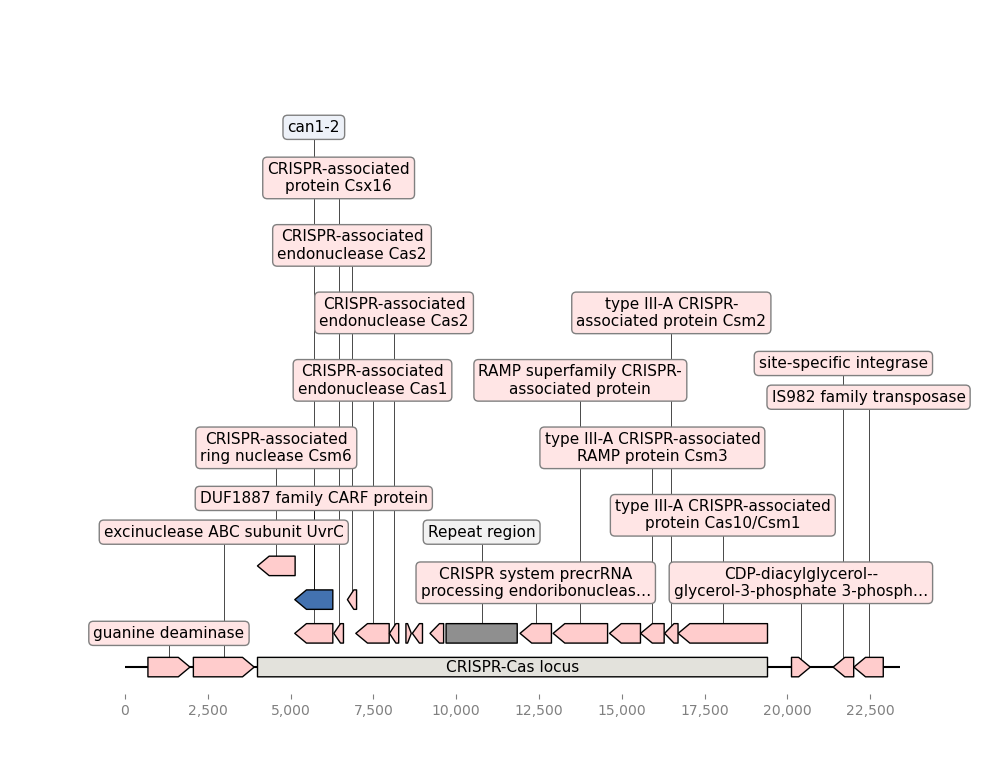 can1-2
CRISPR-associated
protein Csx16
CRISPR-associated
endonuclease Cas2
CRISPR-associated
endonuclease Cas2
type III-A CRISPR-
associated protein Csm2
site-specific integrase
CRISPR-associated
endonuclease Cas1
RAMP superfamily CRISPR-
associated protein
IS982 family transposase
CRISPR-associated
ring nuclease Csm6
type III-A CRISPR-associated
RAMP protein Csm3
DUF1887 family CARF protein
type III-A CRISPR-associated
protein Cas10/Csm1
excinuclease ABC subunit UvrC
Repeat region
CRISPR system precrRNA
processing endoribonucleas…
CDP-diacylglycerol--
glycerol-3-phosphate 3-phosph…
guanine deaminase
CRISPR-Cas locus
0 2,500 5,000 7,500 10,000 12,500 15,000 17,500 20,000 22,500